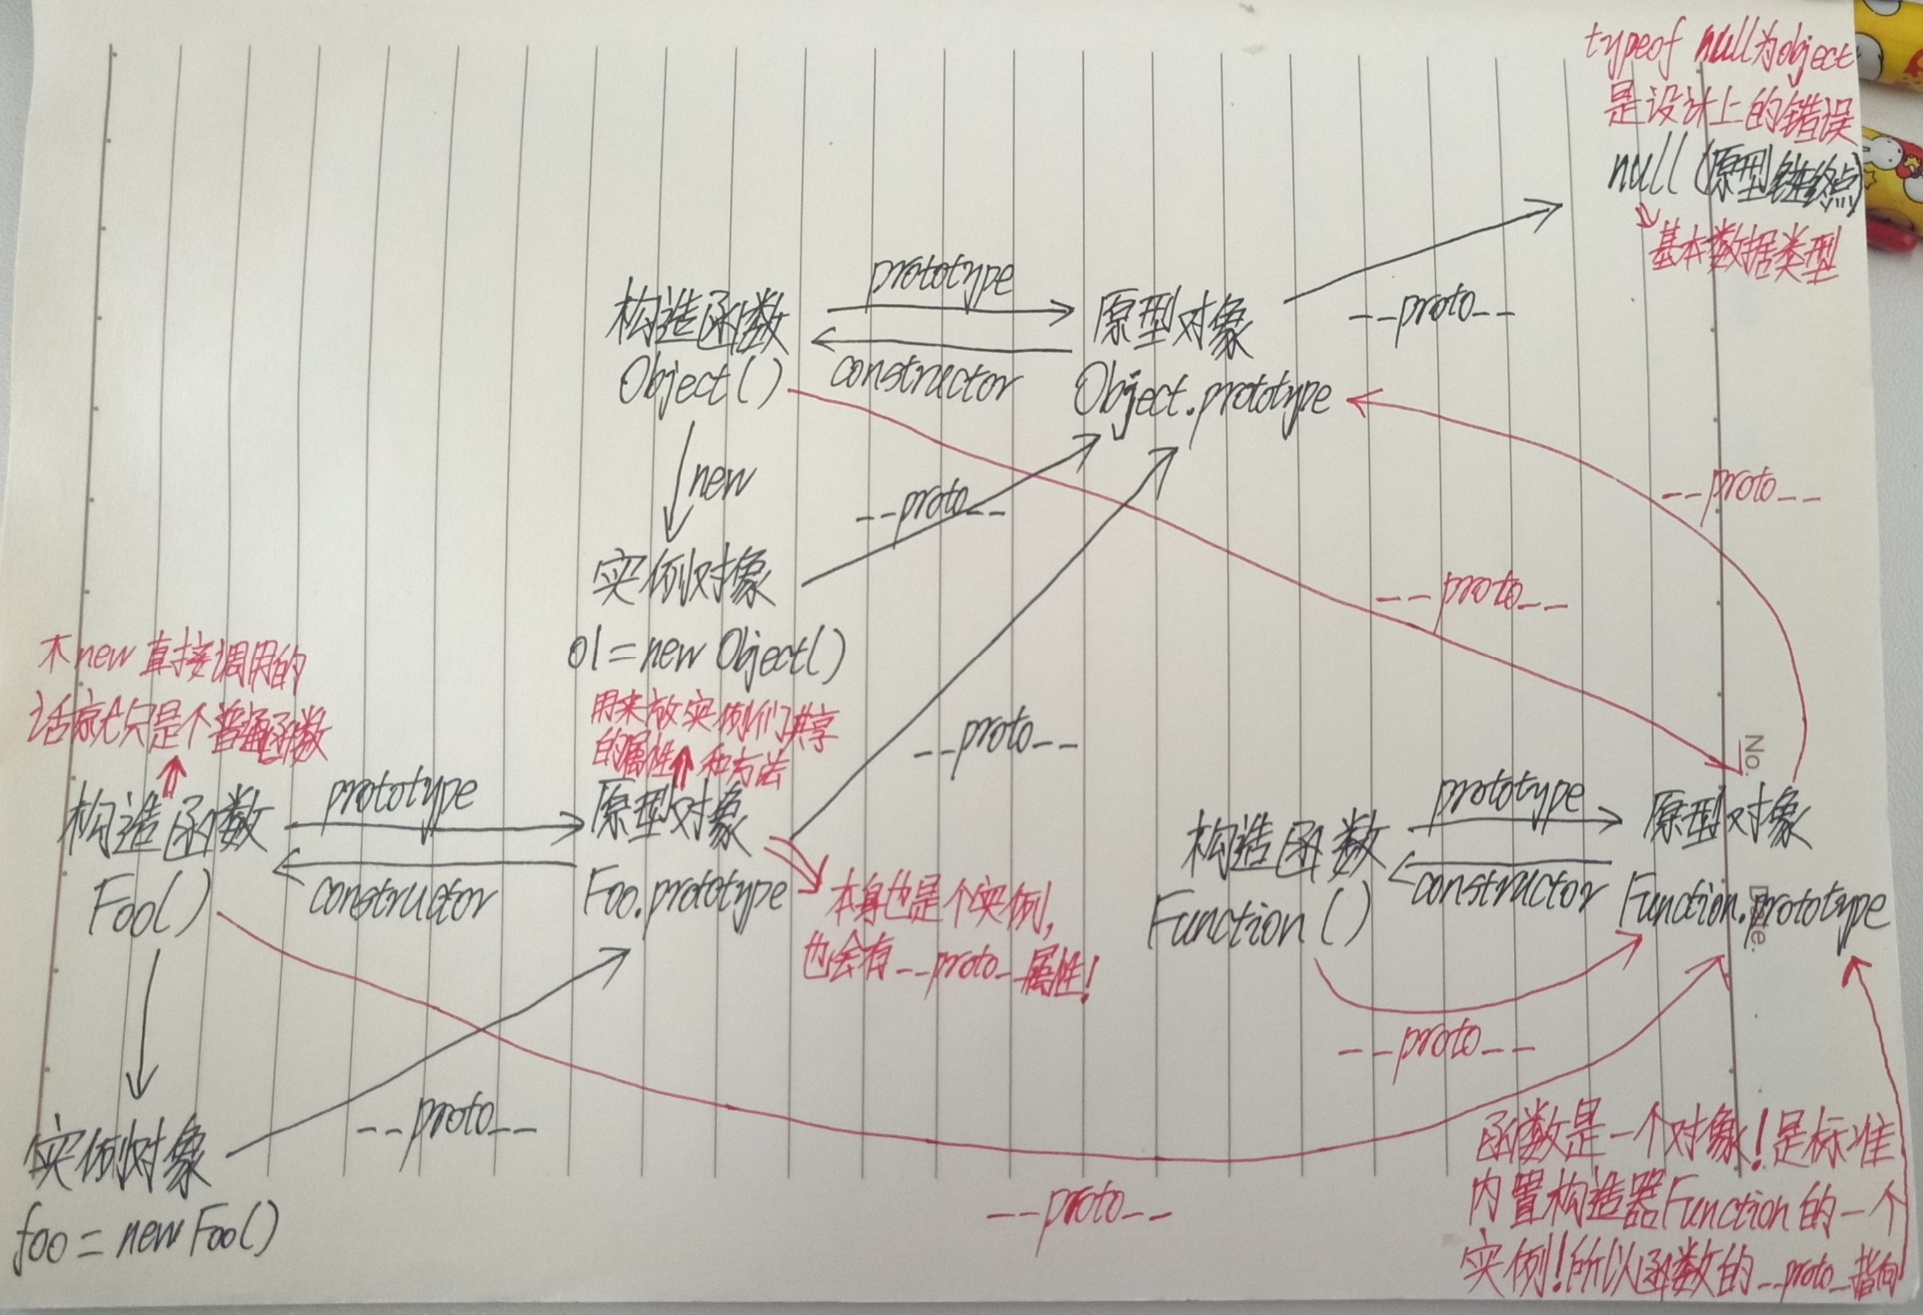 typeof null为object
是设计上的错误
null(原型链终点)
基本数据类型
prototype
构造函数
原型对象
__proto__
Object()
constructor
Object.prototype
new
__proto__
__proto__
实例对象
__proto__
o1=new Object()
不new直接调用的
话就只是个普通函数
用来放实例们共享
的属性和方法
__proto__
No.
构造函数
prototype
原型对象
Foo()
constructor
Foo.prototype
本身也是个实例,
也会有__proto_属性!
构造函数
prototype
原型对象
Function()
constructor
Function.prototype
Date.
__proto__
__proto__
实例对象
foo=new Foo()
__proto__
函数是一个对象!是标准
内置构造器Function的一个
实例!所以函数的__proto_指向